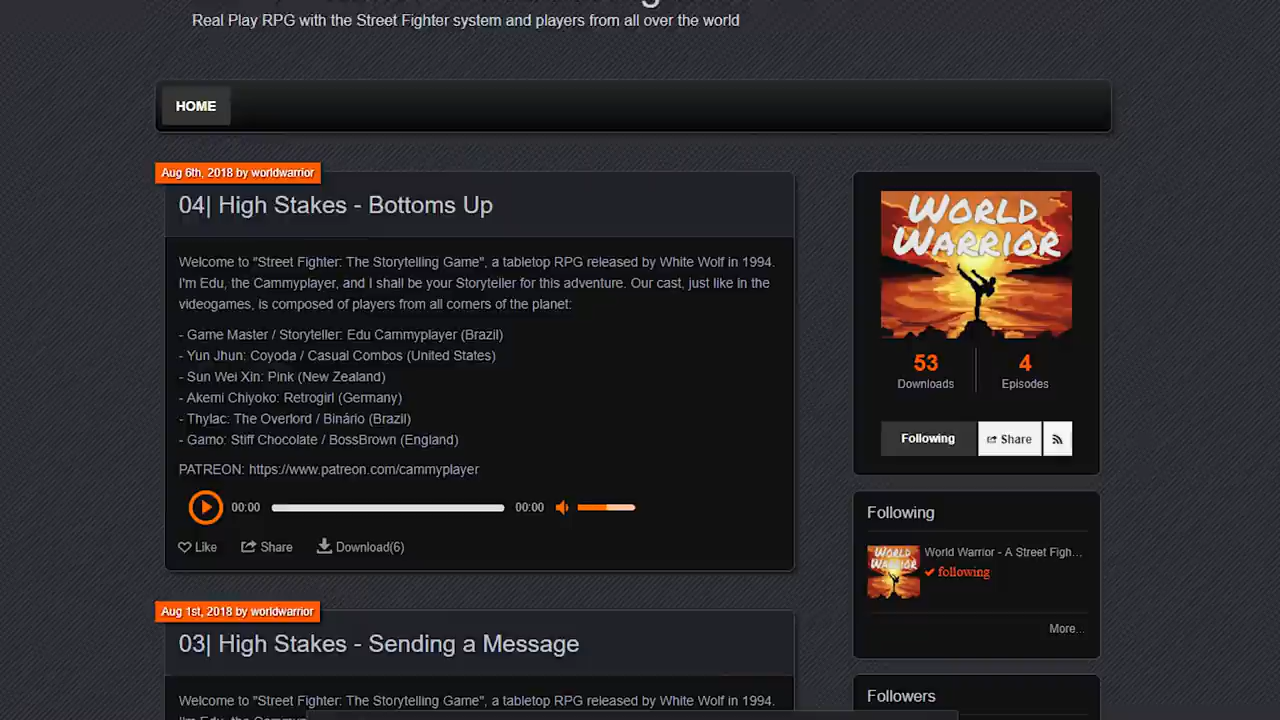 Real Play RPG with the Street Fighter system and players from all over the world
HOME
Aug 6th, 2018 by worldwarrior
04| High Stakes - Bottoms Up
Welcome to "Street Fighter: The Storytelling Game", a tabletop RPG released by White Wolf in 1994.
I'm Edu, the Cammyplayer, and I shall be your Storyteller for this adventure. Our cast, just like in the
videogames, is composed of players from all corners of the planet:
- Game Master / Storyteller: Edu Cammyplayer (Brazil)
- Yun Jhun: Coyoda / Casual Combos (United States)
- Sun Wei Xin: Pink (New Zealand)
- Akemi Chiyoko: Retrogirl (Germany)
- Thylac: The Overlord / Binário (Brazil)
- Gamo: Stiff Chocolate / BossBrown (England)
PATREON: https://www.patreon.com/cammyplayer
00:00 00:00
Like Share Download(6)
Aug 1st, 2018 by worldwarrior
03| High Stakes - Sending a Message
Welcome to "Street Fighter: The Storytelling Game", a tabletop RPG released by White Wolf in 1994.
WORLD
WARRIOR
53 4
Downloads Episodes
Following Share
Following
WORLD
WARRIOR
World Warrior - A Street Figh...
following
More...
Followers